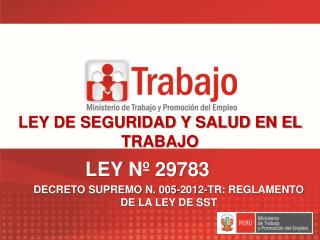 Trabajo
Ministerio de Trabajo y Promoción del Empleo
LEY DE SEGURIDAD Y SALUD EN EL
TRABAJO
LEY Nº 29783
DECRETO SUPREMO N. 005-2012-TR: REGLAMENTO
DE LA LEY DE SST
PERÚ
Ministerio
de Trabajo
y Promoción del Empleo